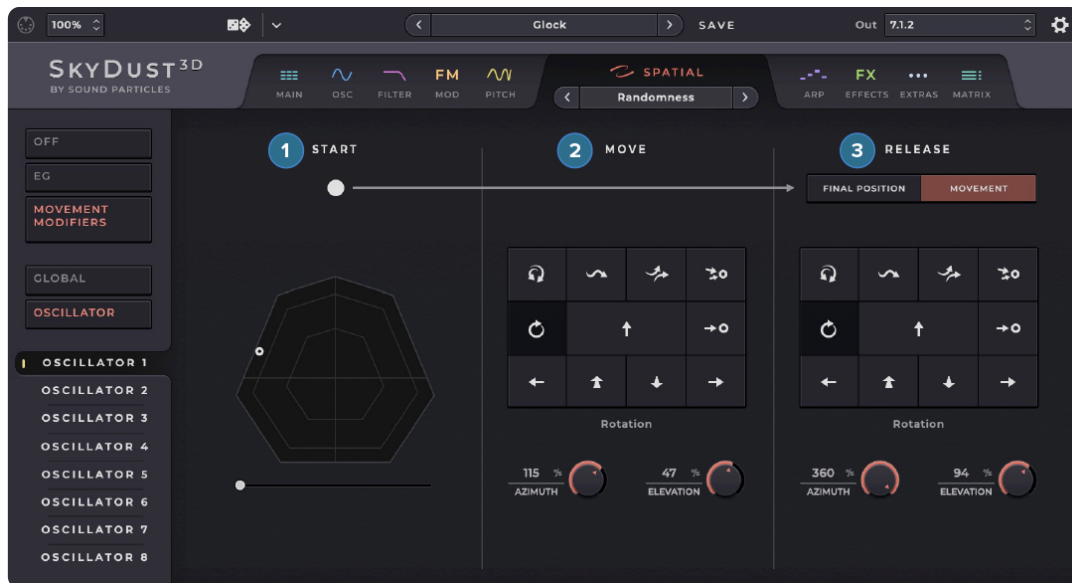 100%
Glock
SAVE
Out 7.1.2
SKYDUST 3D
BY SOUND PARTICLES
MAIN
OSC
FILTER
FM
MOD
PITCH
SPATIAL
Randomness
ARP
FX
EFFECTS
EXTRAS
MATRIX
OFF
EG
MOVEMENT
MODIFIERS
GLOBAL
OSCILLATOR
OSCILLATOR 1
OSCILLATOR 2
OSCILLATOR 3
OSCILLATOR 4
OSCILLATOR 5
OSCILLATOR 6
OSCILLATOR 7
OSCILLATOR 8
1 START
2 MOVE
Rotation
115 %
AZIMUTH
47 %
ELEVATION
3 RELEASE
FINAL POSITION
MOVEMENT
Rotation
360 %
AZIMUTH
94 %
ELEVATION